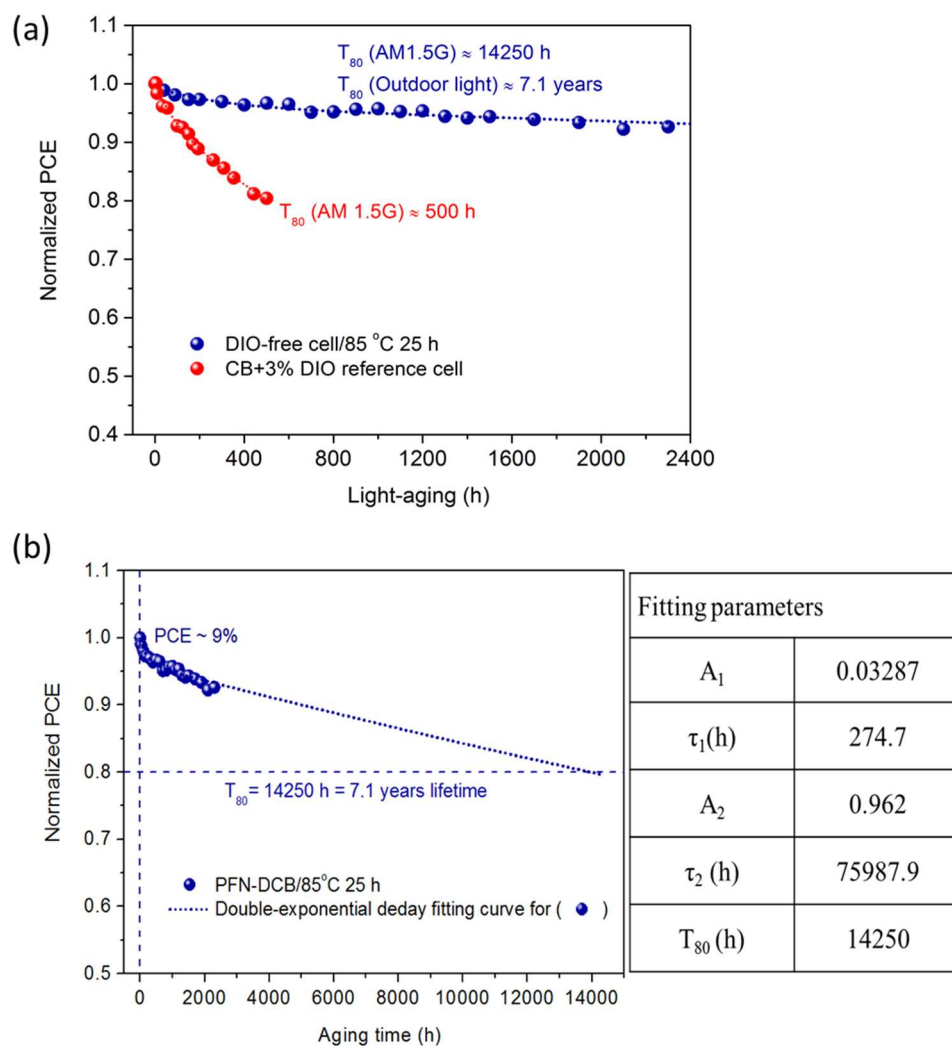 (a)
1.1
1.0
0.9
0.8
0.7
0.6
0.5
0.4
Normalized PCE
T80 (AM1.5G) ≈ 14250 h
T80 (Outdoor light) ≈ 7.1 years
T80 (AM 1.5G) ≈ 500 h
DIO-free cell/85 °C 25 h
CB+3% DIO reference cell
0 400 800 1200 1600 2000 2400
Light-aging (h)
(b)
1.1
1.0
0.9
0.8
0.7
0.6
0.5
Normalized PCE
PCE ~ 9%
T80= 14250 h = 7.1 years lifetime
PFN-DCB/85°C 25 h
Double-exponential deday fitting curve for ( )
0 2000 4000 6000 8000 10000 12000 14000
Aging time (h)
Fitting parameters
A1 0.03287
τ1(h) 274.7
A2 0.962
τ2 (h) 75987.9
T80 (h) 14250